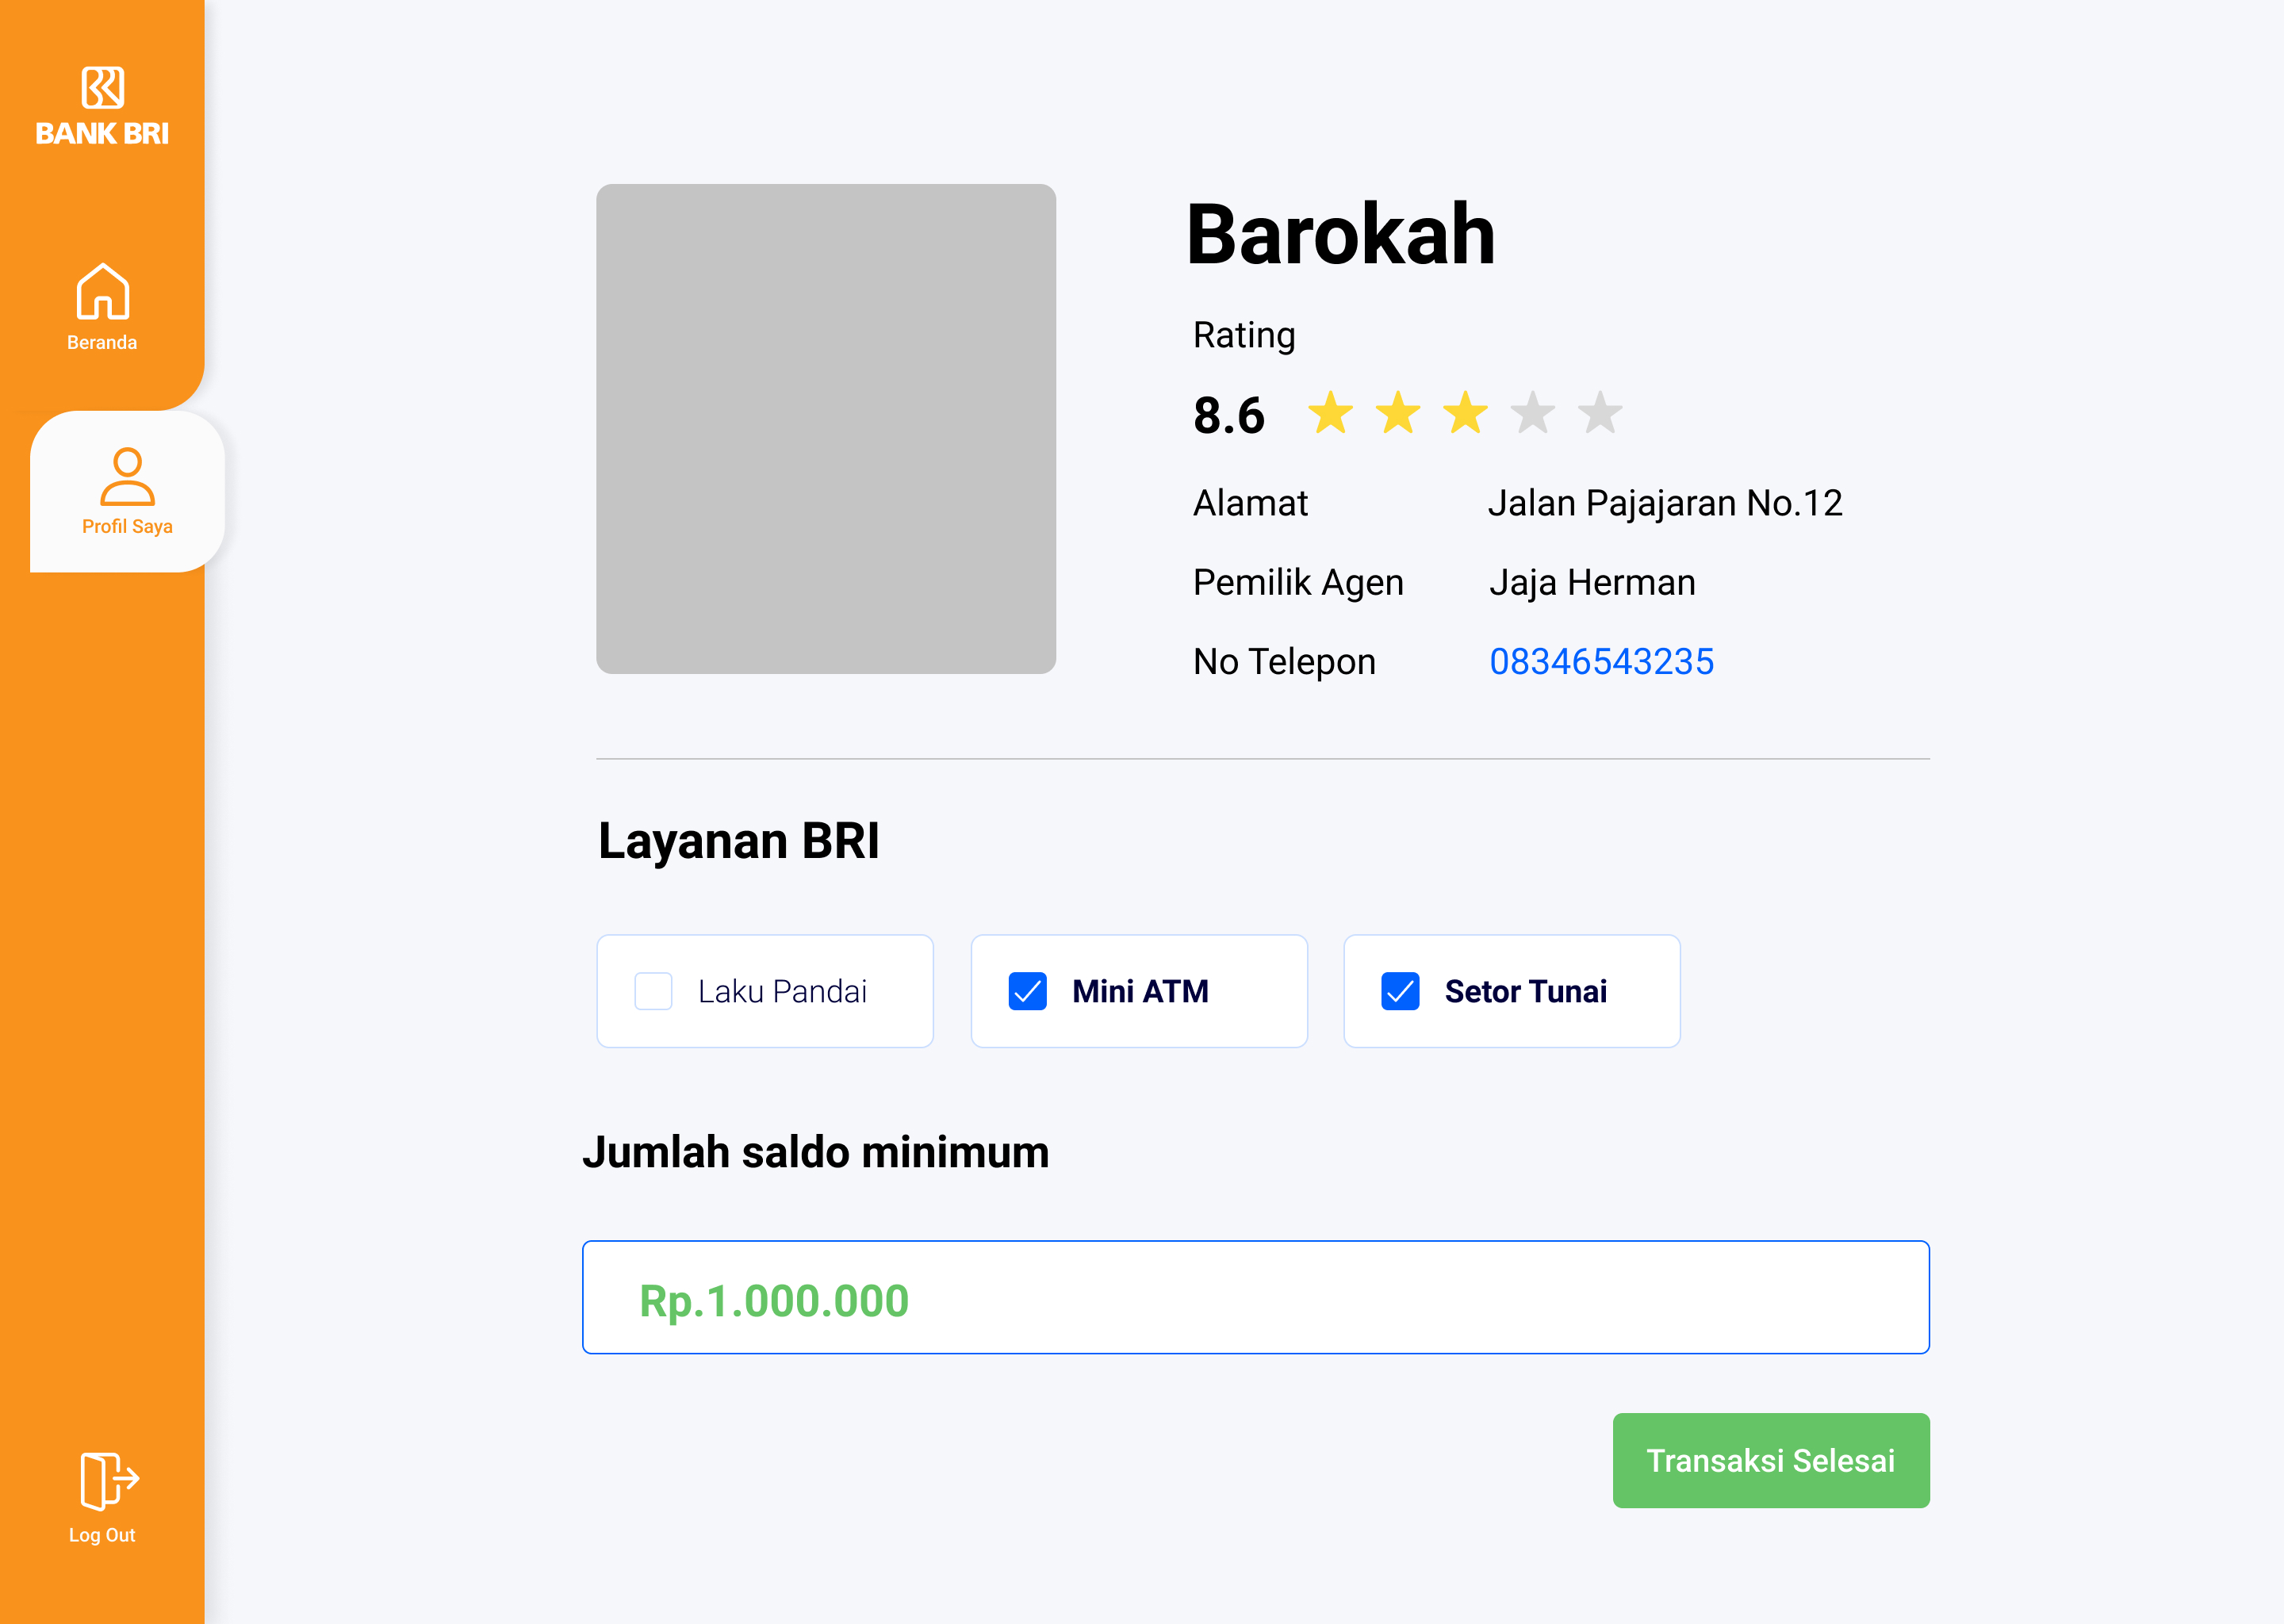 BANK BRI
Beranda
Profil Saya
Log Out
Barokah
Rating
8.6
Alamat Jalan Pajajaran No.12
Pemilik Agen Jaja Herman
No Telepon 08346543235
Layanan BRI
Laku Pandai Mini ATM Setor Tunai
Jumlah saldo minimum
Rp.1.000.000
Transaksi Selesai